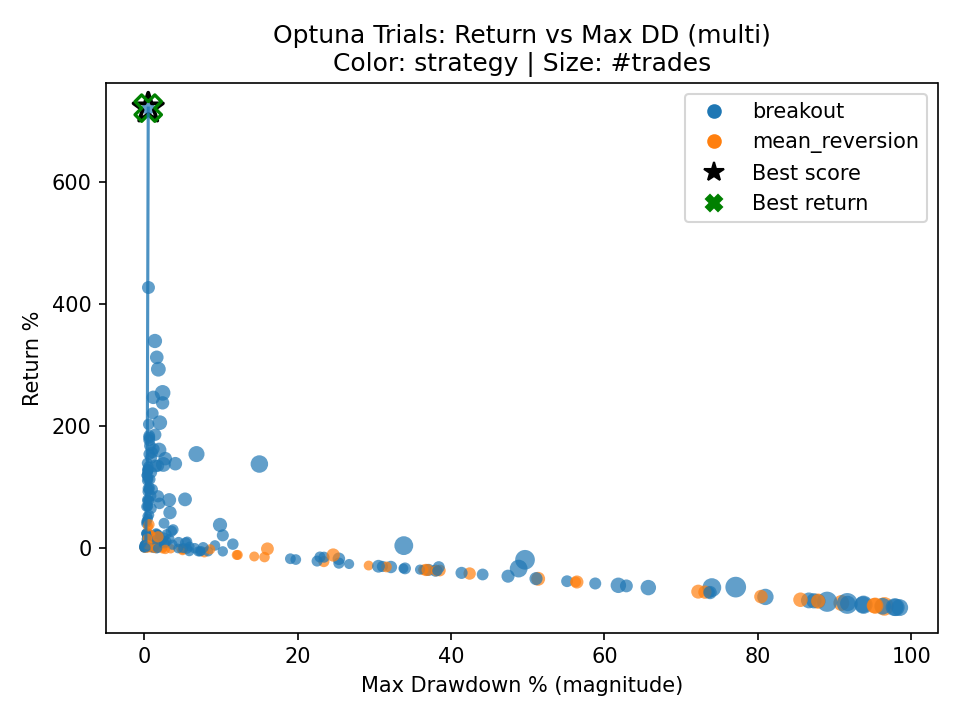 Optuna Trials: Return vs Max DD (multi)
Color: strategy | Size: #trades
breakout
mean_reversion
Best score
Best return
Return %
600
400
200
0
0 20 40 60 80 100
Max Drawdown % (magnitude)